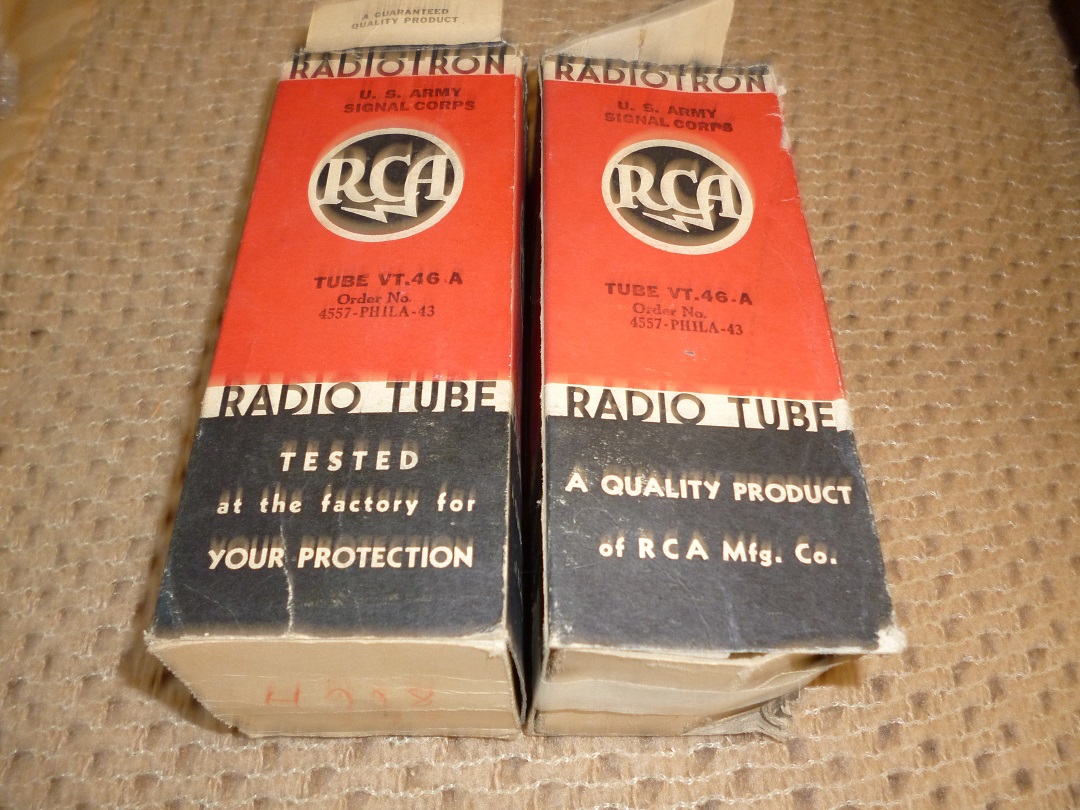 A GUARANTEED
QUALITY PRODUCT
RADIOTRON
U. S. ARMY
SIGNAL CORPS
RCA
TUBE VT.46 A
Order No.
4557-PHILA-43
RADIO TUBE
TESTED
at the factory for
YOUR PROTECTION
RADIOTRON
U. S. ARMY
SIGNAL CORPS
RCA
TUBE VT.46.A
Order No.
4557-PHILA-43
RADIO TUBE
A QUALITY PRODUCT
of RCA Mfg. Co.